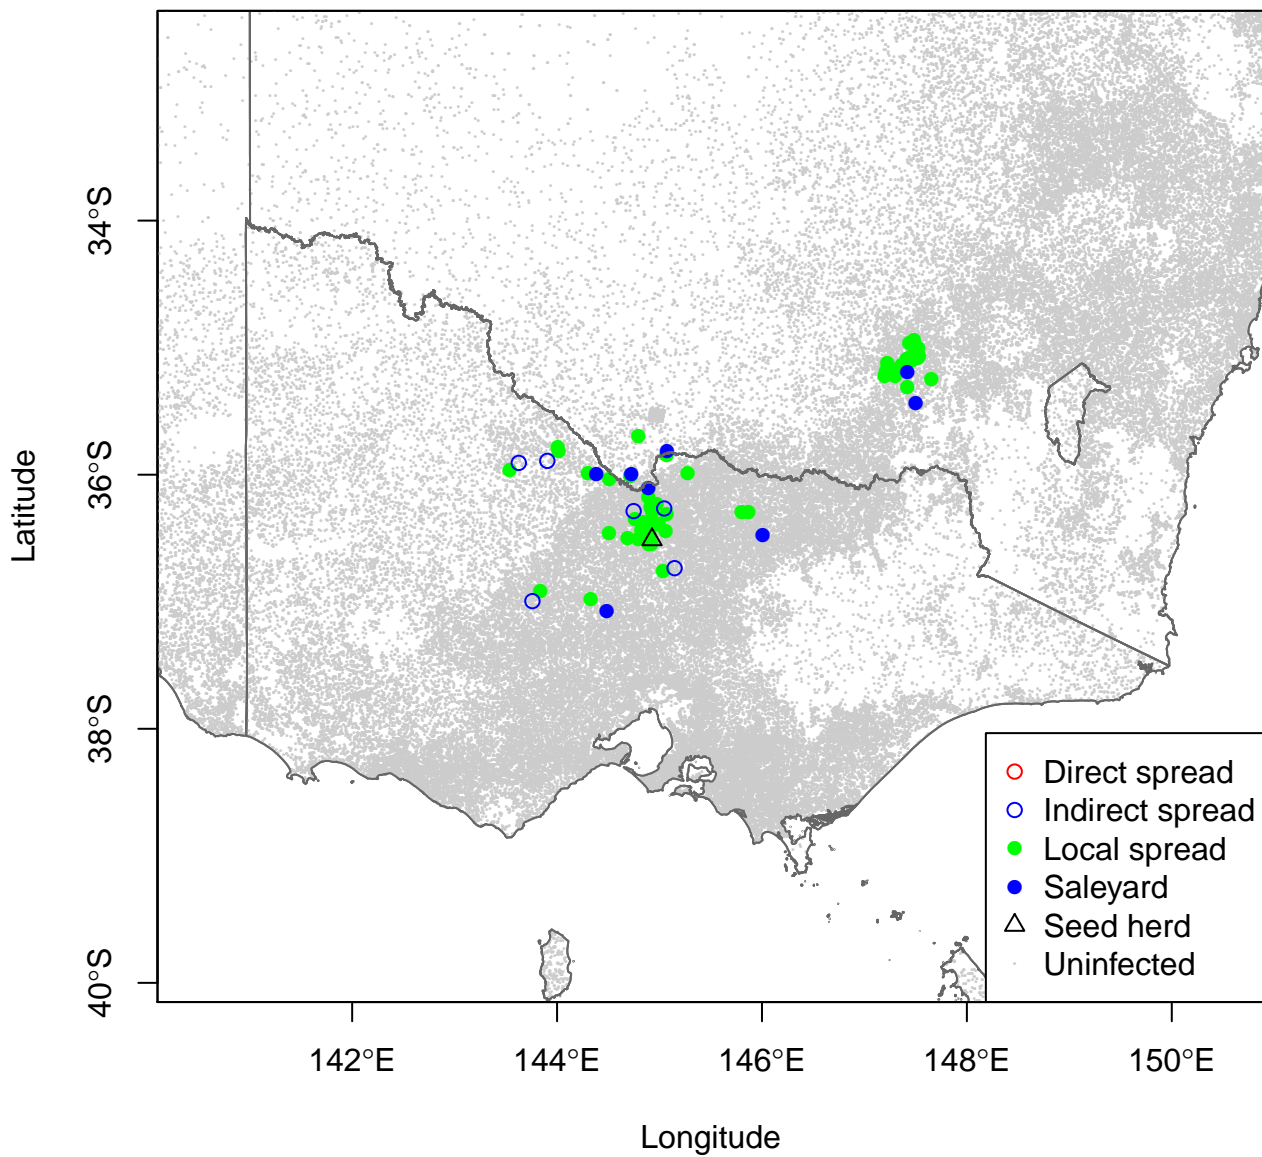 34°S
36°S
38°S
40°S
Latitude
142°E
144°E
146°E
148°E
150°E
Longitude
Direct spread
Indirect spread
Local spread
Saleyard
Seed herd
Uninfected